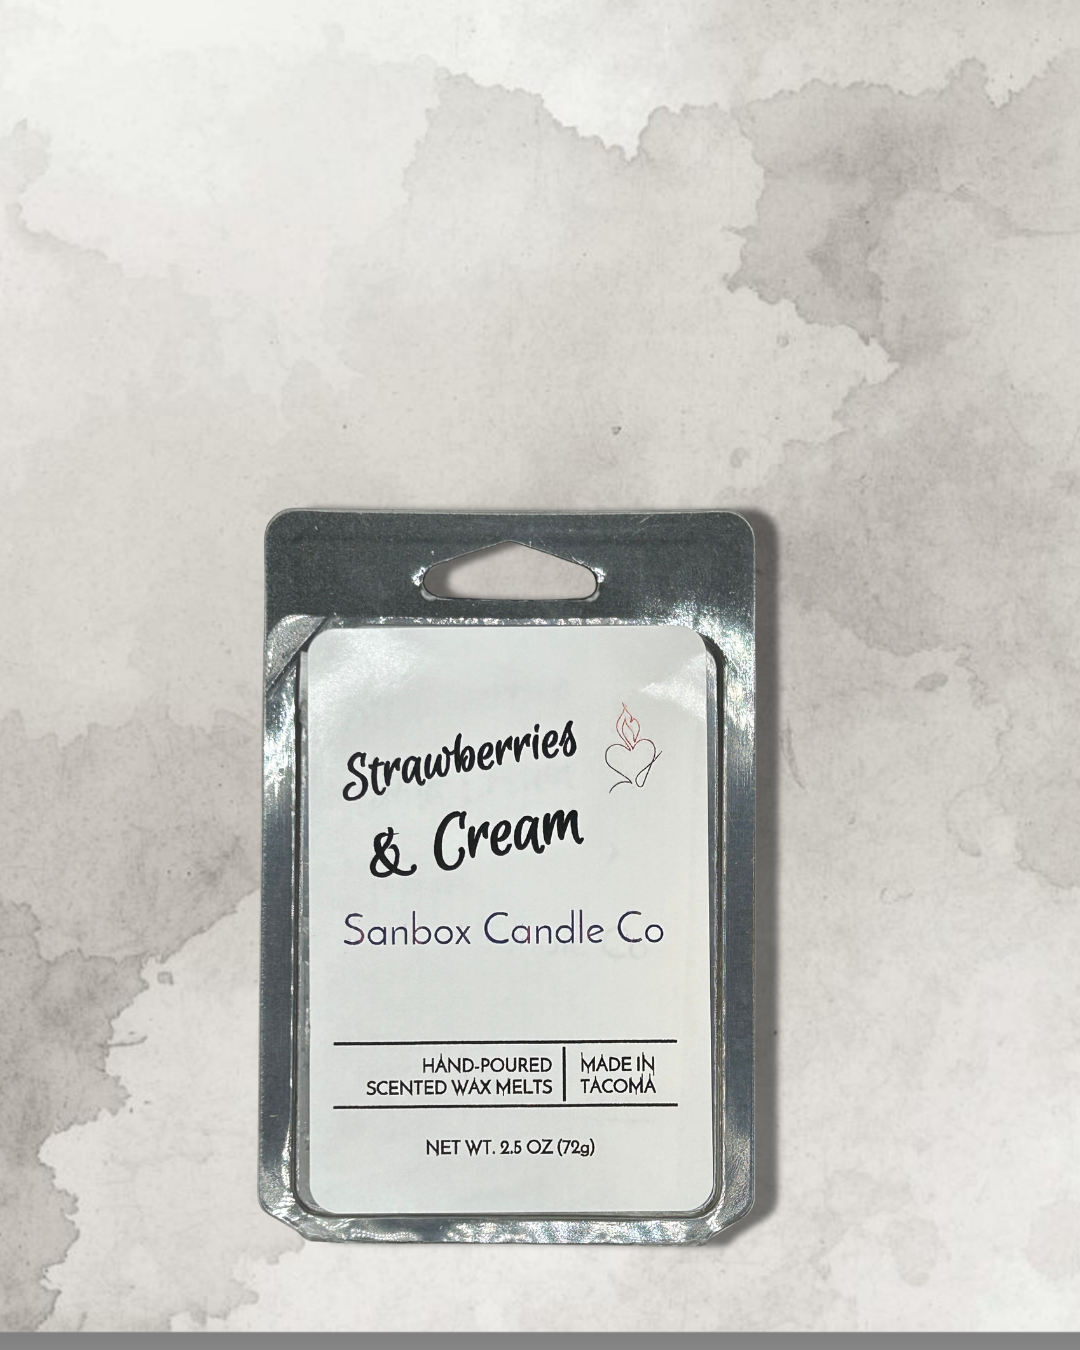 Strawberries
& Cream
Sanbox Candle Co
HAND-POURED
SCENTED WAX MELTS
MADE IN
TACOMA
NET WT. 2.5 OZ (72g)